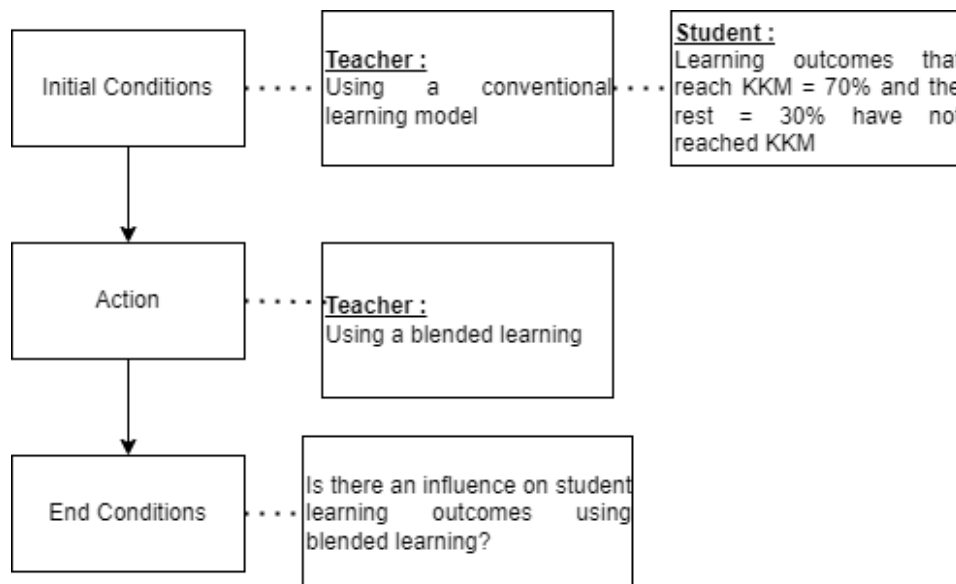 Initial Conditions
Teacher :
Using a conventional
learning model
Student :
Learning outcomes that
reach KKM = 70% and the
rest = 30% have not
reached KKM
Action
Teacher :
Using a blended learning
End Conditions
Is there an influence on student
learning outcomes using
blended learning?